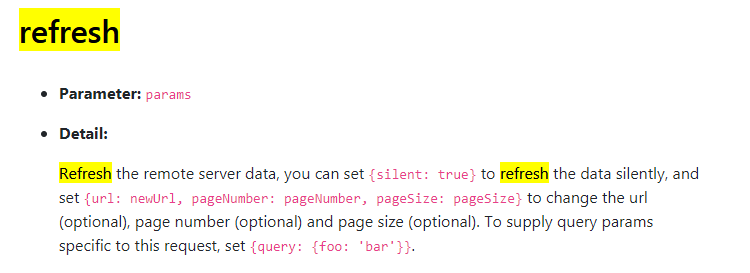 refresh
Parameter: params
Detail:
Refresh the remote server data, you can set {silent: true} to refresh the data silently, and
set {url: newUrl, pageNumber: pageNumber, pageSize: pageSize} to change the url
(optional), page number (optional) and page size (optional). To supply query params
specific to this request, set {query: {foo: 'bar'}}.